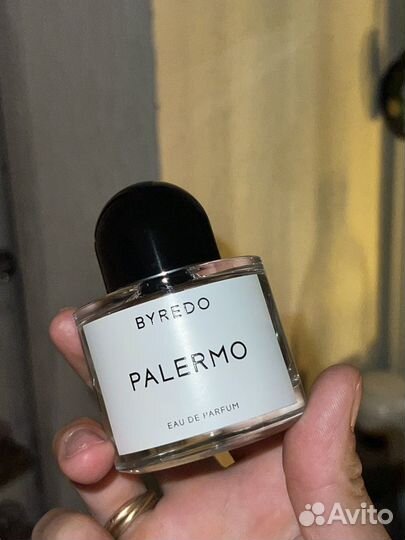 BYREDO
PALERMO
EAU DE PARFUM
Avito